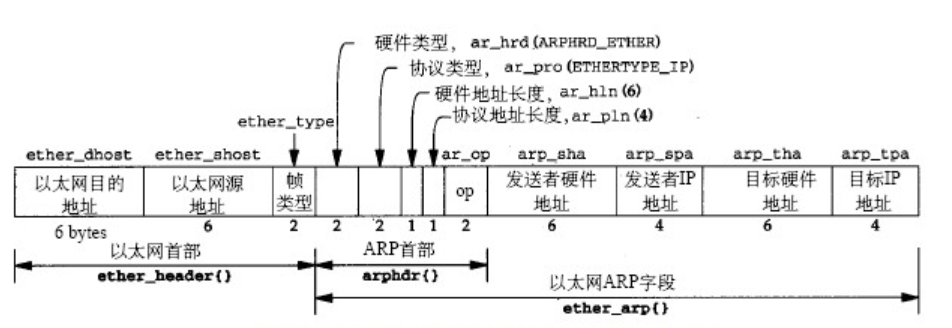 硬件类型, ar_hrd(ARPHRD_ETHER)
协议类型, ar_pro(ETHERTYPE_IP)
硬件地址长度, ar_hln(6)
协议地址长度,ar_pln(4)
ether_type
ether_dhost ether_shost ar_op arp_sha arp_spa arp_tha arp_tpa
以太网目的 以太网源 帧 op 发送者硬件 发送者IP 目标硬件 目标IP
地址 地址 类型 地址 地址 地址 地址
6 bytes 6 2 2 2 1 1 2 6 4 6 4
以太网首部 ARP首部
ether_header{} arphdr{}
以太网ARP字段
ether_arp{}